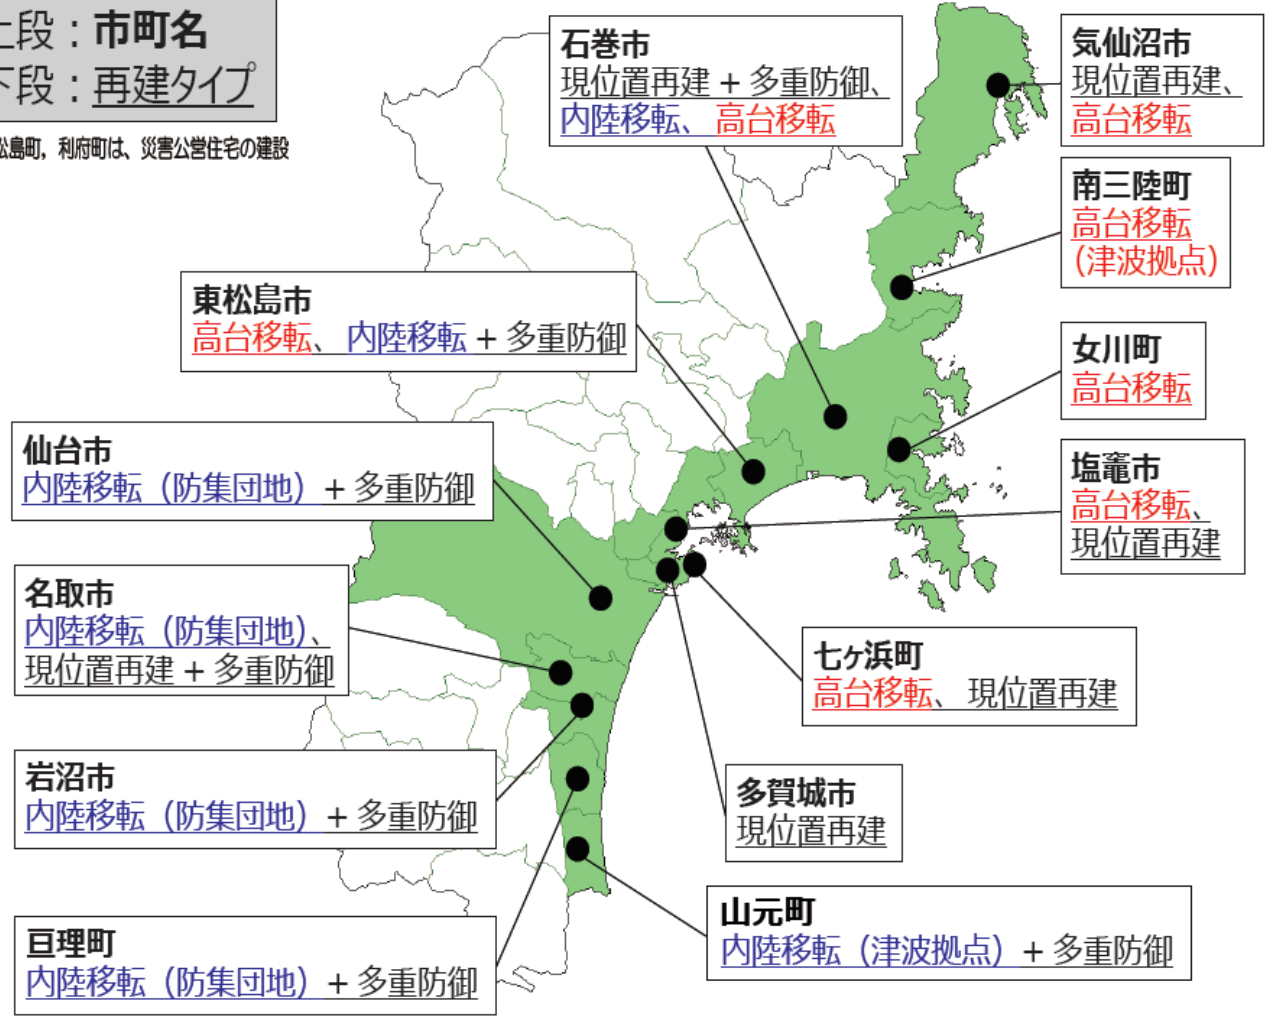 上段：市町名
下段：再建タイプ
松島町，利府町は、災害公営住宅の建設
石巻市
現位置再建 + 多重防御、
内陸移転、高台移転
気仙沼市
現位置再建、
高台移転
南三陸町
高台移転
（津波拠点）
東松島市
高台移転、内陸移転 + 多重防御
女川町
高台移転
仙台市
内陸移転（防集団地）+ 多重防御
塩竈市
高台移転、
現位置再建
名取市
内陸移転（防集団地）、
現位置再建 + 多重防御
七ヶ浜町
高台移転、現位置再建
岩沼市
内陸移転（防集団地）+ 多重防御
多賀城市
現位置再建
山元町
内陸移転（津波拠点）+ 多重防御
亘理町
内陸移転（防集団地）+ 多重防御